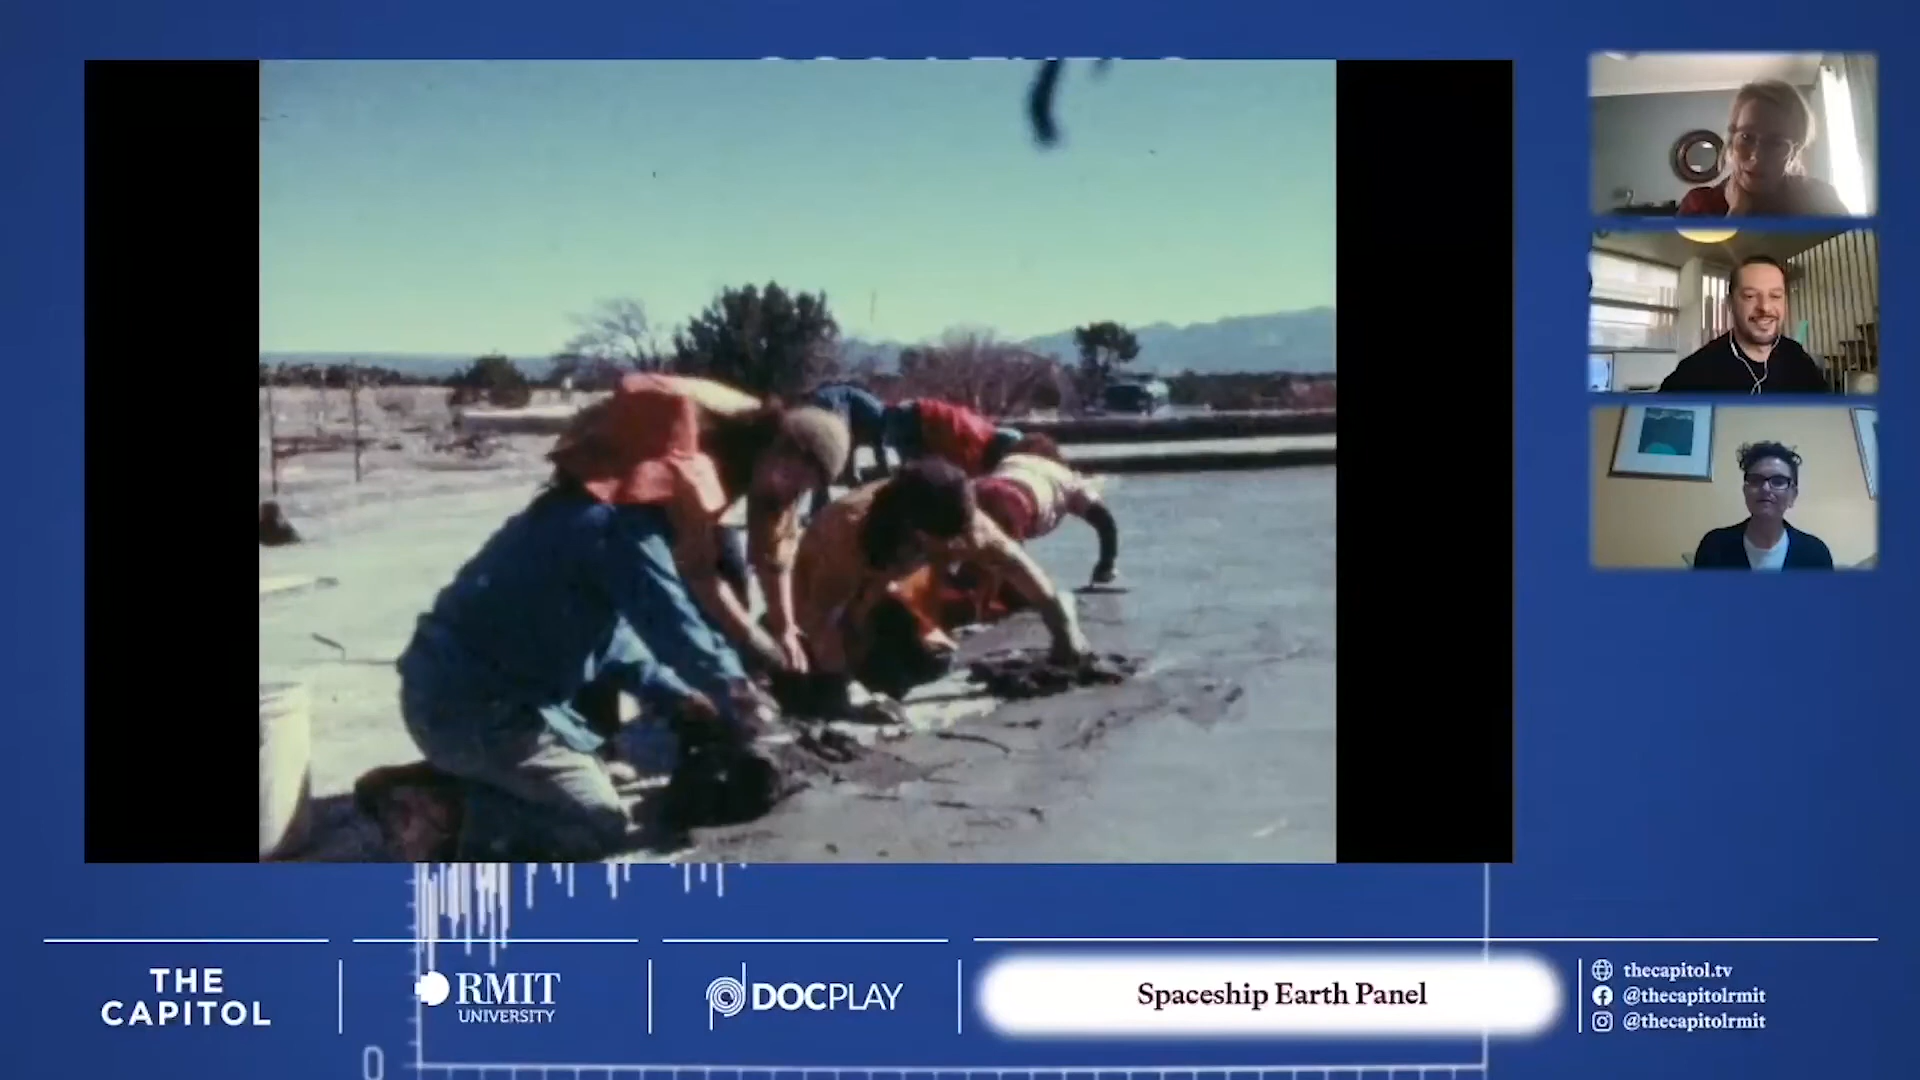 THE
CAPITOL
RMIT
UNIVERSITY
DOCPLAY
Spaceship Earth Panel
thecapitol.tv
@thecapitolrmit
@thecapitolrmit
0